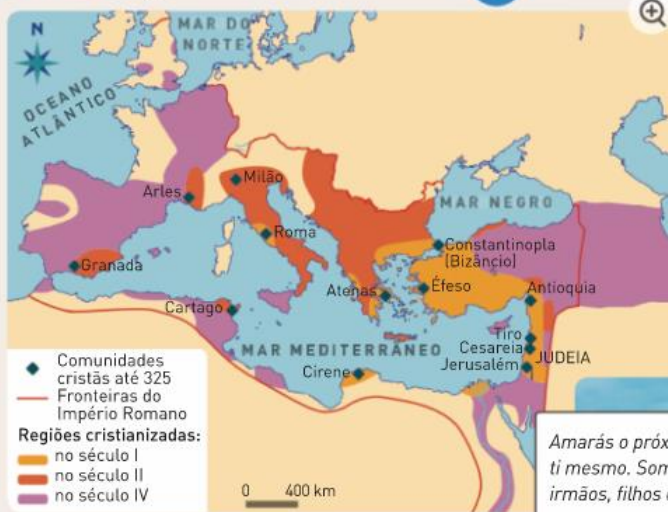 N
MAR DO
NORTE
OCEANO
ATLÂNTICO
Milão
Arles
MAR NEGRO
Roma
Constantinopla
(Bizâncio)
Granada
Atenas
Éfeso
Antioquia
Cartago
Tiro
MAR MEDITERRÂNEO
Cesareia
JUDEIA
Cirene
Jerusalém
Comunidades
cristãs até 325
Fronteiras do
Império Romano
Regiões cristianizadas:
no século I
no século II
no século IV
0 400 km
Amarás o próx
ti mesmo. Som
irmãos, filhos